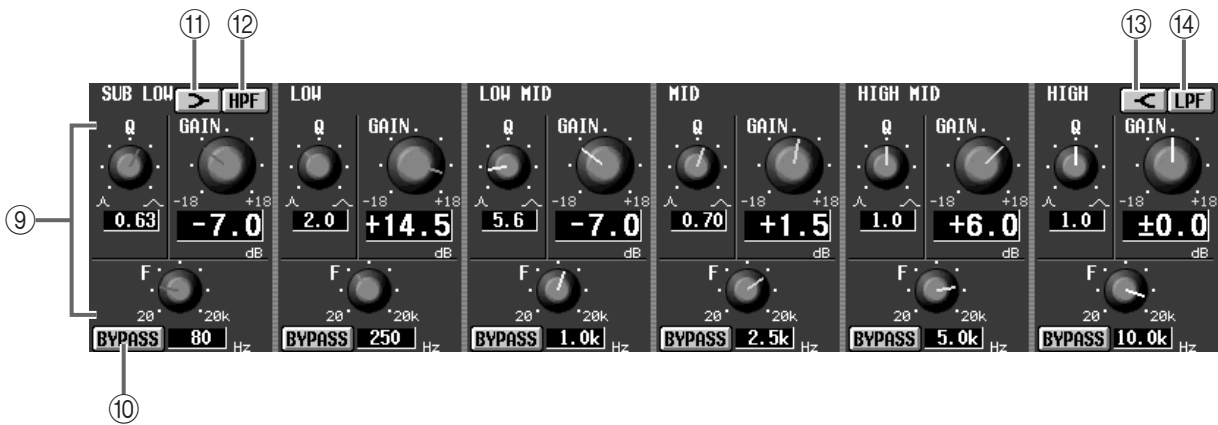 ⑪ ⑫ ⑬ ⑭
SUB LOW HPF LOW LOW MID MID HIGH MID HIGH LPF
Q GAIN. Q GAIN. Q GAIN. Q GAIN. Q GAIN. Q GAIN.
⑨
-18 +18 -18 +18 -18 +18 -18 +18 -18 +18 -18 +18
0.63 -7.0 2.0 +14.5 5.6 -7.0 0.70 +1.5 1.0 +6.0 1.0 ±0.0
dB dB dB dB dB dB
F F F F F F
20 20k 20 20k 20 20k 20 20k 20 20k 20 20k
BYPASS 80 Hz BYPASS 250 Hz BYPASS 1.0k Hz BYPASS 2.5k Hz BYPASS 5.0k Hz BYPASS 10.0k Hz
⑩